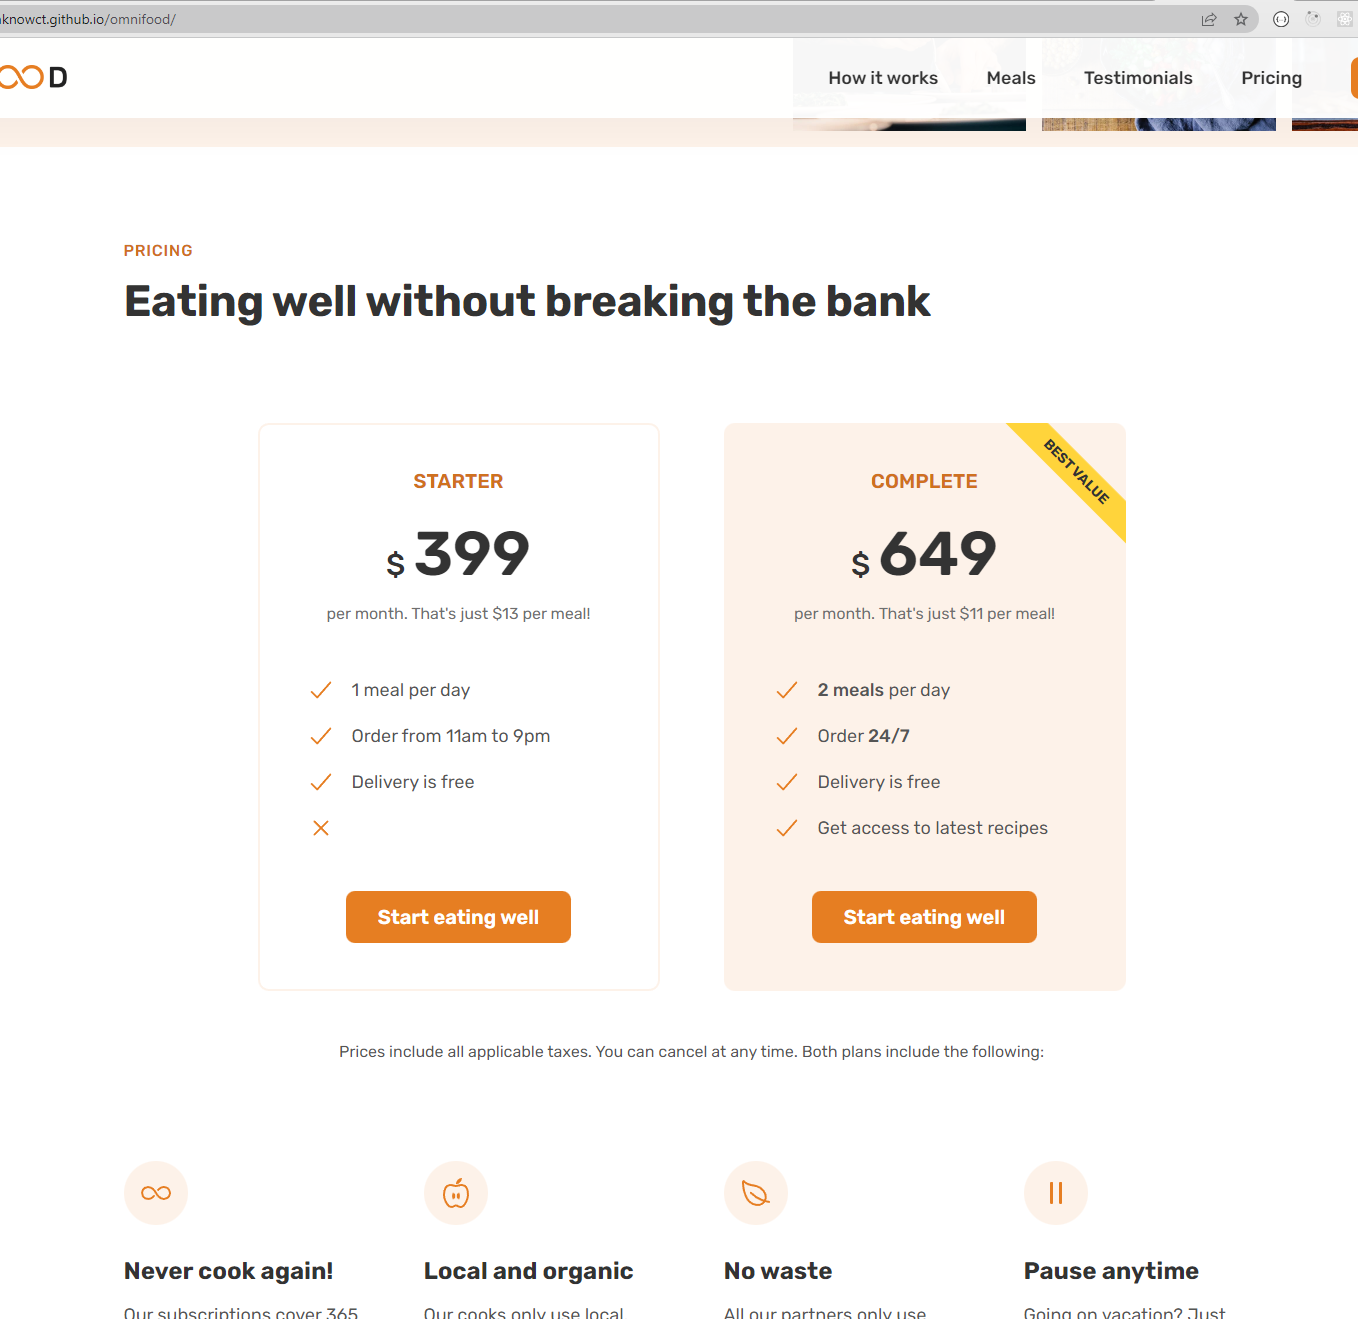 knowct.github.io/omnifood/
D
How it works
Meals
Testimonials
Pricing
PRICING
Eating well without breaking the bank
STARTER
$ 399
per month. That's just $13 per meal!
1 meal per day
Order from 11am to 9pm
Delivery is free
Start eating well
BEST VALUE
COMPLETE
$ 649
per month. That's just $11 per meal!
2 meals per day
Order 24/7
Delivery is free
Get access to latest recipes
Start eating well
Prices include all applicable taxes. You can cancel at any time. Both plans include the following:
Never cook again!
Our subscriptions cover 365
Local and organic
Our cooks only use local
No waste
All our partners only use
Pause anytime
Going on vacation? Just